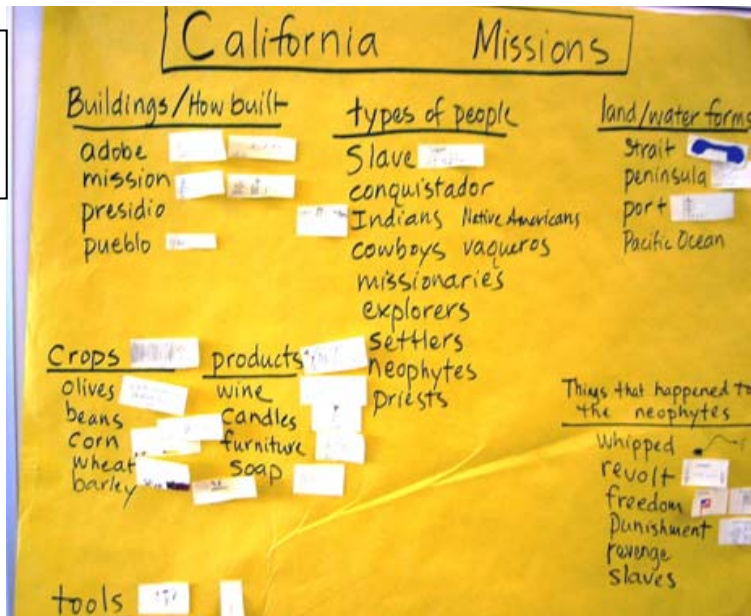 California Missions
Buildings/How built
adobe
mission
presidio
pueblo
types of people
Slave
conquistador
Indians Native Americans
cowboys vaqueros
missionaries
explorers
settlers
neophytes
priests
land/water forms
strait
peninsula
port
Pacific Ocean
Crops
olives
beans
corn
wheat
barley
products
wine
candles
furniture
soap
Things that happened to
the neophytes
whipped
revolt
freedom
Punishment
revenge
slaves
tools